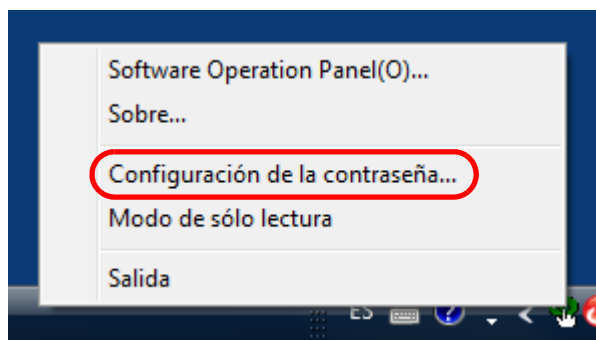 Software Operation Panel(O)...
Sobre...
Configuración de la contraseña...
Modo de sólo lectura
Salida
ES